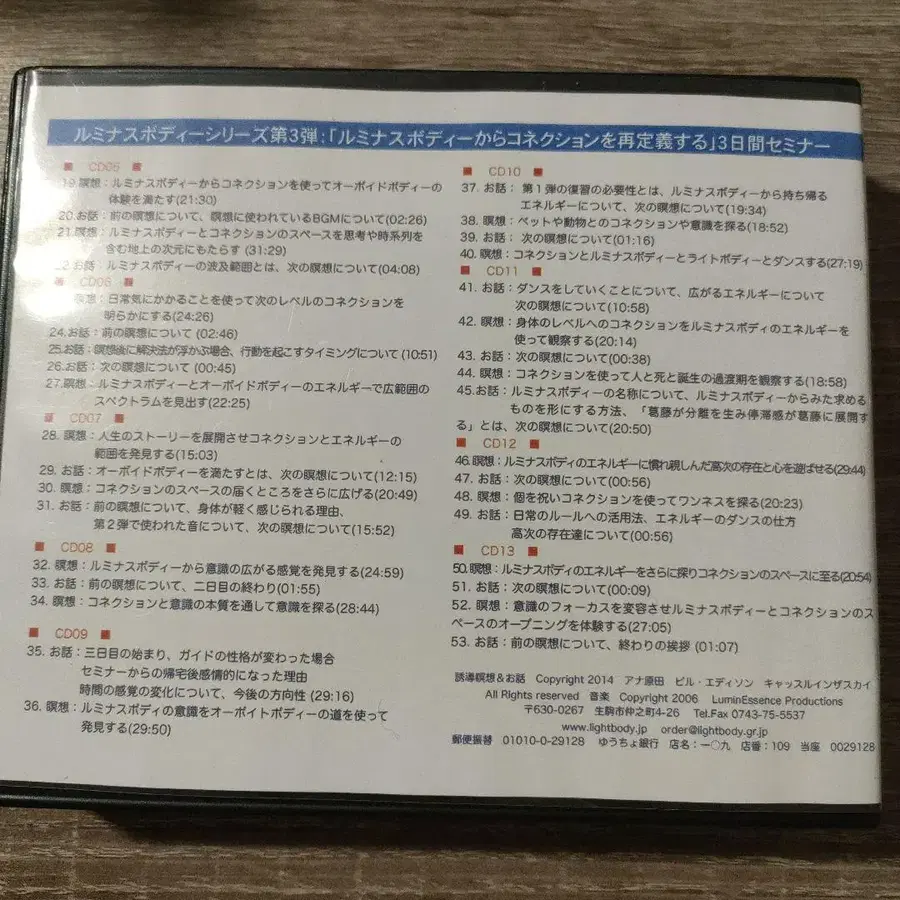 ルミナスボディーシリーズ第3弾:「ルミナスボディーからコネクションを再定義する」3日間セミナー
■ CD05 ■
19.瞑想:ルミナスボディーからコネクションを使ってオーボイドボディーの
体験を満たす(21:30)
20.お話:前の瞑想について、瞑想に使われているBGMについて(02:26)
21.瞑想:ルミナスボディーとコネクションのスペースを思考や時系列を
含む地上の次元にもたらす (31:29)
22.お話:ルミナスボディーの波及範囲とは、次の瞑想について(04:08)
■ CD06 ■
瞑想:日常気にかかることを使って次のレベルのコネクションを
明らかにする(24:26)
24.お話:前の瞑想について (02:46)
25.お話:瞑想後に解決法が浮かぶ場合、行動を起こすタイミングについて (10:51)
26.お話:次の瞑想について (00:45)
27.瞑想:ルミナスボディーとオーボイドボディーのエネルギーで広範囲の
スペクトラムを見出す(22:25)
■ CD07 ■
28. 瞑想:人生のストーリーを展開させコネクションとエネルギーの
範囲を発見する(15:03)
29. お話:オーボイドボディーを満たすとは、次の瞑想について(12:15)
30. 瞑想:コネクションのスペースの届くところをさらに広げる(20:49)
31. お話:前の瞑想について、身体が軽く感じられる理由、
第2弾で使われた音について、次の瞑想について(15:52)
■ CD08 ■
32. 瞑想:ルミナスボディーから意識の広がる感覚を発見する(24:59)
33. お話:前の瞑想について、二日目の終わり(01:55)
34. 瞑想:コネクションと意識の本質を通して意識を探る(28:44)
■ CD09 ■
35. お話:三日目の始まり、ガイドの性格が変わった場合
セミナーからの帰宅後感情的になった理由
時間の感覚の変化について、今後の方向性 (29:16)
36. 瞑想:ルミナスボディの意識をオーボイトボディーの道を使って
発見する(29:50)
■ CD10 ■
37. お話: 第1弾の復習の必要性とは、ルミナスボディーから持ち帰る
エネルギーについて、次の瞑想について(19:34)
38. 瞑想:ペットや動物とのコネクションや意識を探る(18:52)
39. お話: 次の瞑想について(01:16)
40. 瞑想:コネクションとルミナスボディーとライトボディーとダンスする(27:19)
■ CD11 ■
41. お話:ダンスをしていくことについて、広がるエネルギーについて
次の瞑想について(10:58)
42. 瞑想:身体のレベルへのコネクションをルミナスボディのエネルギーを
使って観察する(20:14)
43. お話:次の瞑想について(00:38)
44. 瞑想:コネクションを使って人と死と誕生の過渡期を観察する(18:58)
45. お話:ルミナスボディーの名称について、ルミナスボディーからみた求める
ものを形にする方法、「葛藤が分離を生み停滞感が葛藤に展開す
る」とは、次の瞑想について(20:50)
■ CD12 ■
46.瞑想:ルミナスボディのエネルギーに慣れ親しんだ高次の存在と心を遊ばせる(29:44)
47. お話:次の瞑想について(00:56)
48. 瞑想:個を祝いコネクションを使ってワンネスを探る(20:23)
49. お話:日常のルールへの活用法、エネルギーのダンスの仕方
高次の存在達について(00:56)
■ CD13 ■
50.瞑想:ルミナスボディのエネルギーをさらに探りコネクションのスペースに至る(20:54)
51. お話:次の瞑想について(00:09)
52. 瞑想:意識のフォーカスを変容させルミナスボディーとコネクションのス
ペースのオープニングを体験する(27:05)
53. お話:前の瞑想について、終わりの挨拶 (01:07)
誘導瞑想&お話 Copyright 2014 アナ原田 ビル・エディソン キャッスルインザスカイ
All Rights reserved 音楽 Copyright 2006 LuminEssence Productions
〒630-0267 生駒市仲之町4-26 Tel.Fax 0743-75-5537
www.lightbody.jp order@lightbody.gr.jp
郵便振替 01010-0-29128 ゆうちょ銀行 店名:一〇九 店番:109 当座 0029128